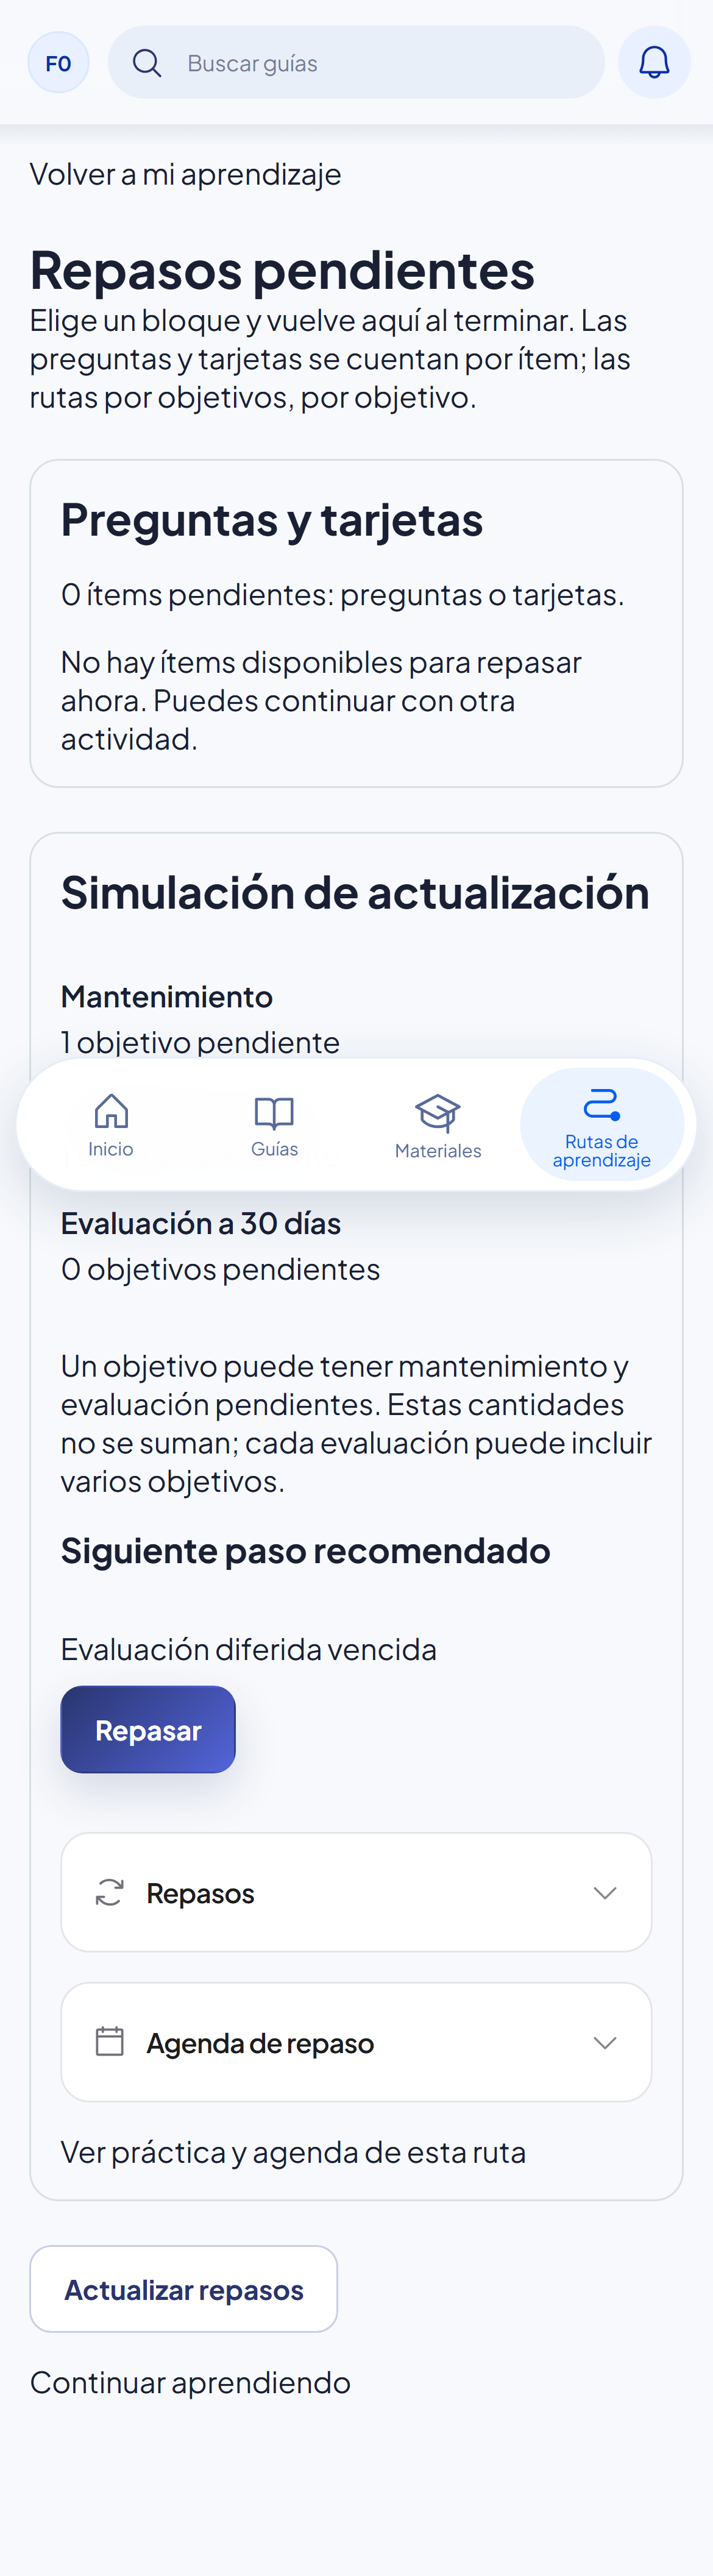 F0
Buscar guías
Volver a mi aprendizaje
Repasos pendientes
Elige un bloque y vuelve aquí al terminar. Las
preguntas y tarjetas se cuentan por ítem; las
rutas por objetivos, por objetivo.
Preguntas y tarjetas
0 ítems pendientes: preguntas o tarjetas.
No hay ítems disponibles para repasar
ahora. Puedes continuar con otra
actividad.
Simulación de actualización
Mantenimiento
1 objetivo pendiente
Inicio
Guías
Materiales
Rutas de
aprendizaje
Evaluación a 30 días
0 objetivos pendientes
Un objetivo puede tener mantenimiento y
evaluación pendientes. Estas cantidades
no se suman; cada evaluación puede incluir
varios objetivos.
Siguiente paso recomendado
Evaluación diferida vencida
Repasar
Repasos
Agenda de repaso
Ver práctica y agenda de esta ruta
Actualizar repasos
Continuar aprendiendo